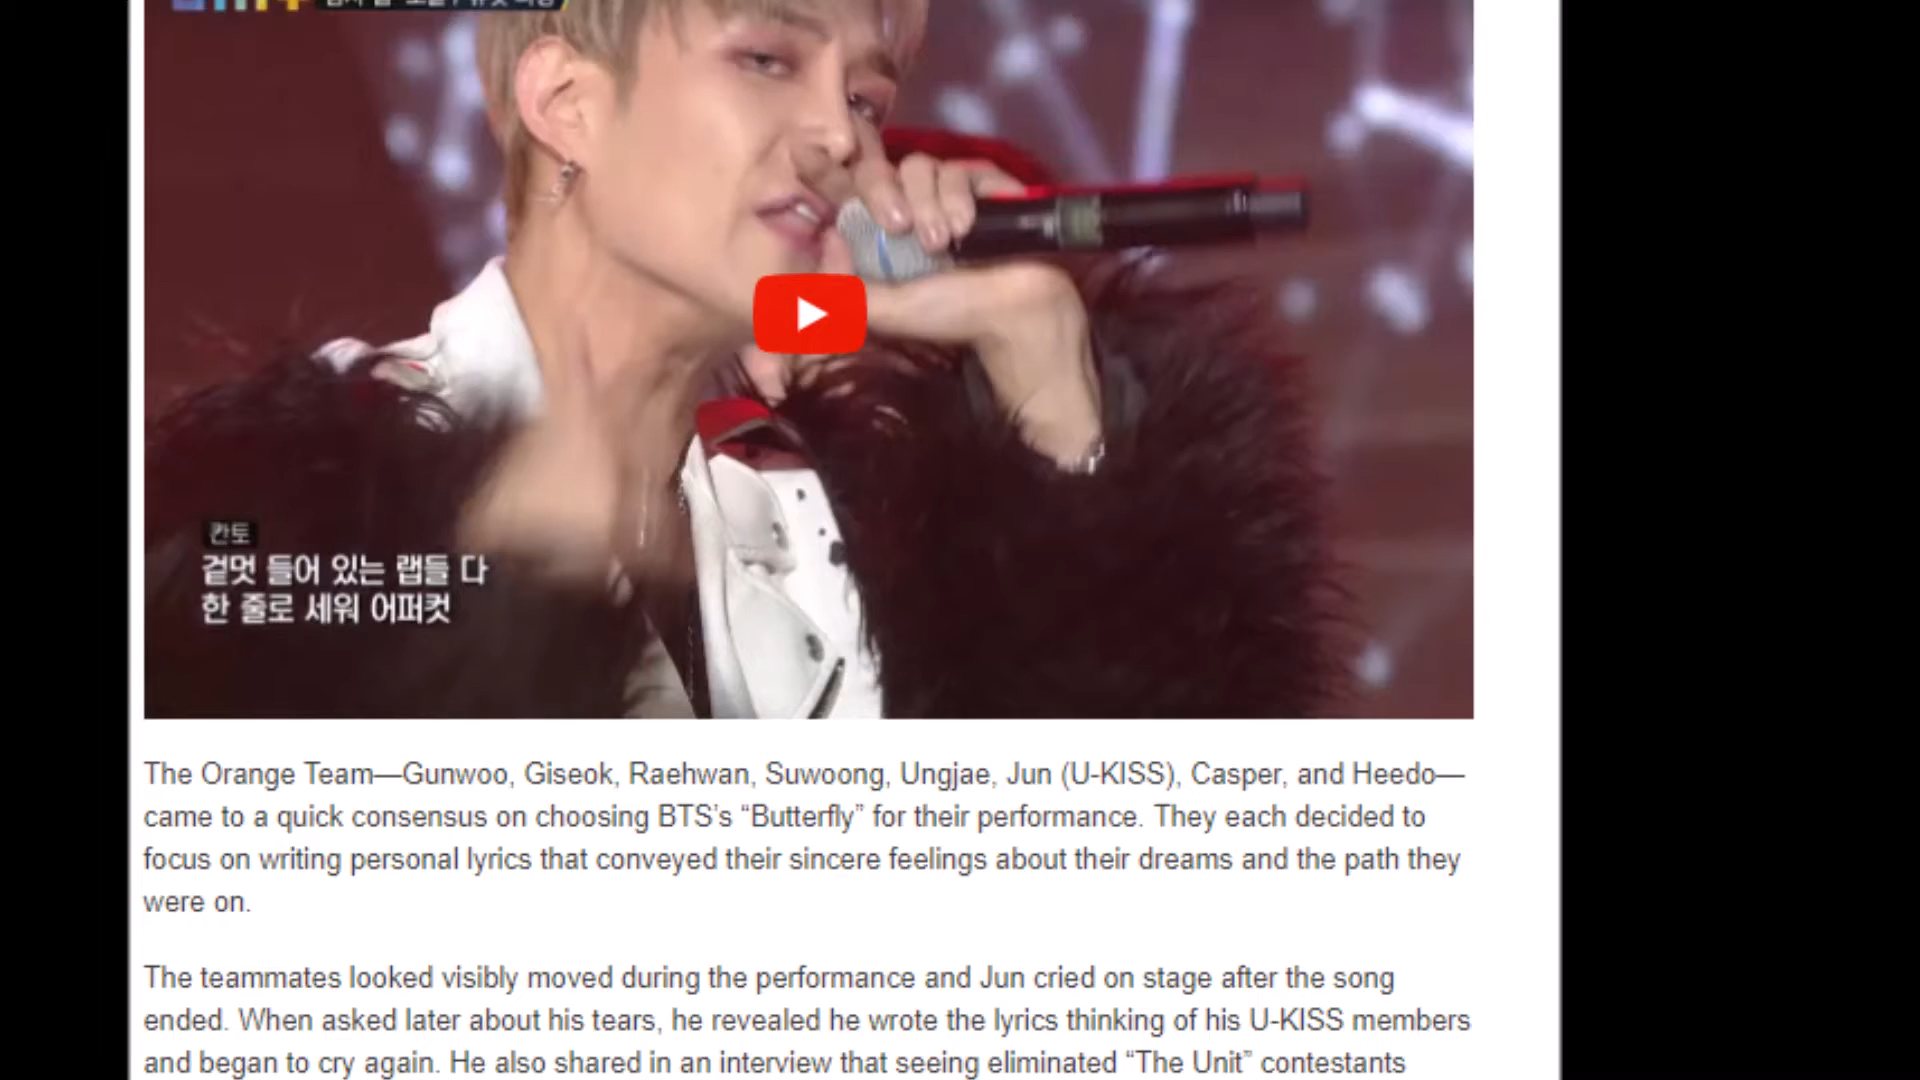 칸토
겉멋 들어 있는 랩들 다
한 줄로 세워 어퍼컷
The Orange Team—Gunwoo, Giseok, Raehwan, Suwoong, Ungjae, Jun (U-KISS), Casper, and Heedo—
came to a quick consensus on choosing BTS’s “Butterfly” for their performance. They each decided to
focus on writing personal lyrics that conveyed their sincere feelings about their dreams and the path they
were on.
The teammates looked visibly moved during the performance and Jun cried on stage after the song
ended. When asked later about his tears, he revealed he wrote the lyrics thinking of his U-KISS members
and began to cry again. He also shared in an interview that seeing eliminated “The Unit” contestants